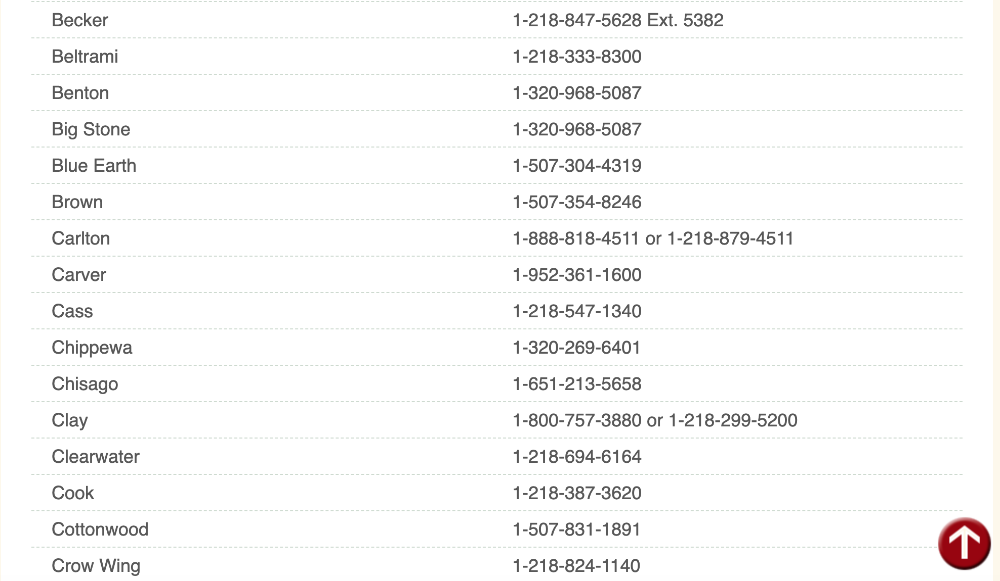 Becker 1-218-847-5628 Ext. 5382
Beltrami 1-218-333-8300
Benton 1-320-968-5087
Big Stone 1-320-968-5087
Blue Earth 1-507-304-4319
Brown 1-507-354-8246
Carlton 1-888-818-4511 or 1-218-879-4511
Carver 1-952-361-1600
Cass 1-218-547-1340
Chippewa 1-320-269-6401
Chisago 1-651-213-5658
Clay 1-800-757-3880 or 1-218-299-5200
Clearwater 1-218-694-6164
Cook 1-218-387-3620
Cottonwood 1-507-831-1891
Crow Wing 1-218-824-1140